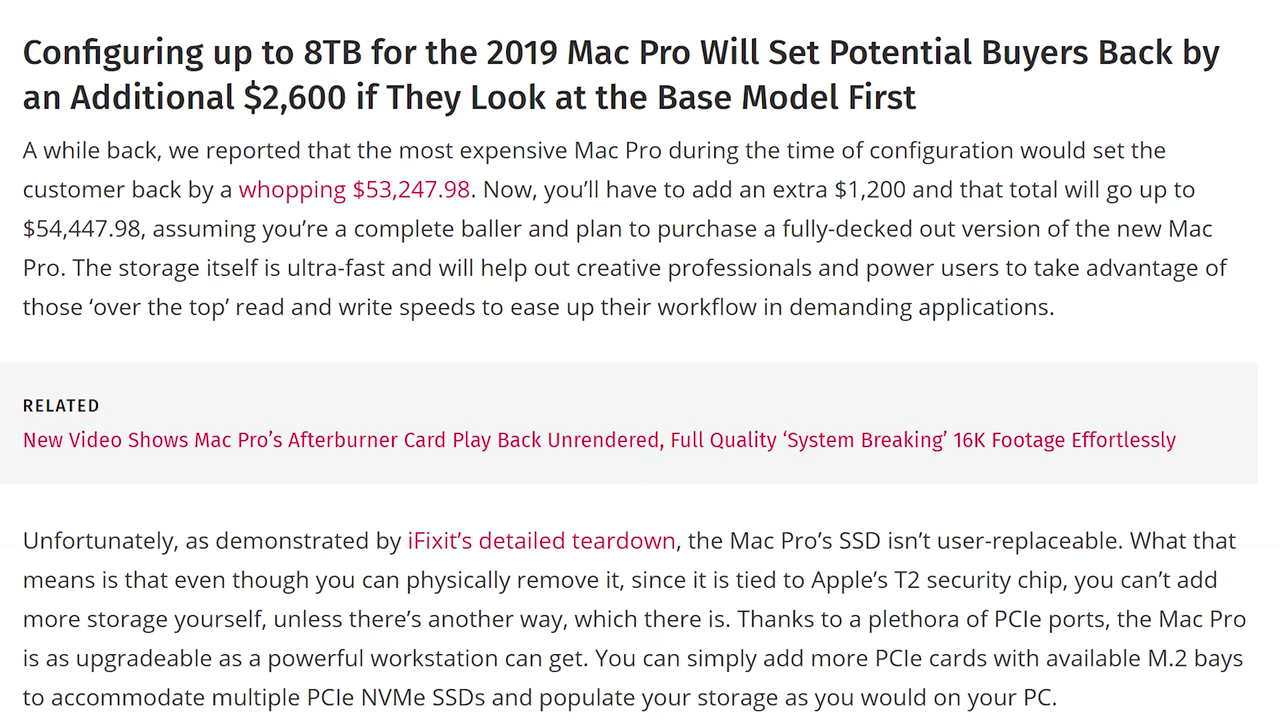 Configuring up to 8TB for the 2019 Mac Pro Will Set Potential Buyers Back by
an Additional $2,600 if They Look at the Base Model First
A while back, we reported that the most expensive Mac Pro during the time of configuration would set the
customer back by a whopping $53,247.98. Now, you’ll have to add an extra $1,200 and that total will go up to
$54,447.98, assuming you’re a complete baller and plan to purchase a fully-decked out version of the new Mac
Pro. The storage itself is ultra-fast and will help out creative professionals and power users to take advantage of
those ‘over the top’ read and write speeds to ease up their workflow in demanding applications.
RELATED
New Video Shows Mac Pro’s Afterburner Card Play Back Unrendered, Full Quality ‘System Breaking’ 16K Footage Effortlessly
Unfortunately, as demonstrated by iFixit’s detailed teardown, the Mac Pro’s SSD isn’t user-replaceable. What that
means is that even though you can physically remove it, since it is tied to Apple’s T2 security chip, you can’t add
more storage yourself, unless there’s another way, which there is. Thanks to a plethora of PCIe ports, the Mac Pro
is as upgradeable as a powerful workstation can get. You can simply add more PCIe cards with available M.2 bays
to accommodate multiple PCIe NVMe SSDs and populate your storage as you would on your PC.